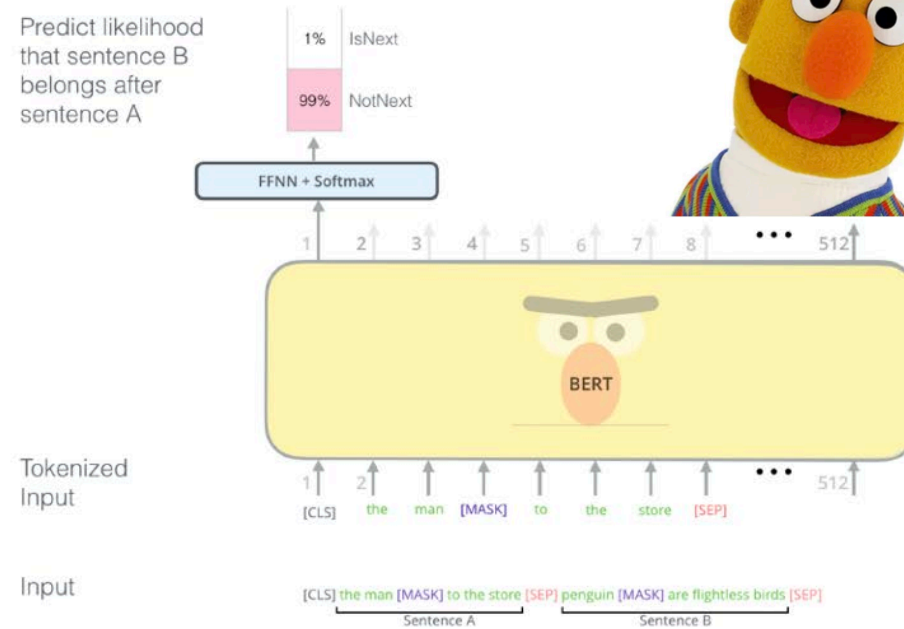 Predict likelihood
that sentence B
belongs after
sentence A
1% IsNext
99% NotNext
FFNN + Softmax
1 2 3 4 5 6 7 8 ••• 512
BERT
Tokenized
Input
1 2 ••• 512
[CLS] the man [MASK] to the store [SEP]
Input
[CLS] the man [MASK] to the store [SEP] penguin [MASK] are flightless birds [SEP]
Sentence A Sentence B